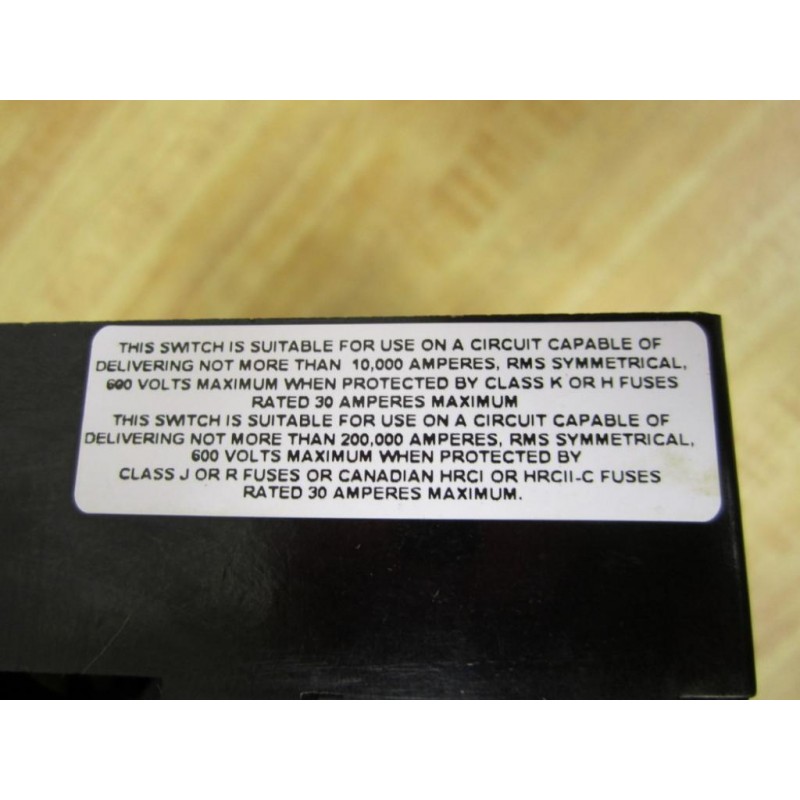 THIS SWITCH IS SUITABLE FOR USE ON A CIRCUIT CAPABLE OF
DELIVERING NOT MORE THAN 10,000 AMPERES, RMS SYMMETRICAL,
600 VOLTS MAXIMUM WHEN PROTECTED BY CLASS K OR H FUSES
RATED 30 AMPERES MAXIMUM
THIS SWITCH IS SUITABLE FOR USE ON A CIRCUIT CAPABLE OF
DELIVERING NOT MORE THAN 200,000 AMPERES, RMS SYMMETRICAL,
600 VOLTS MAXIMUM WHEN PROTECTED BY
CLASS J OR R FUSES OR CANADIAN HRCI OR HRCII-C FUSES
RATED 30 AMPERES MAXIMUM.